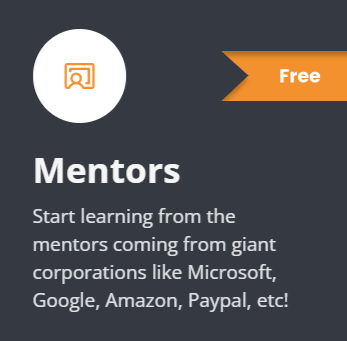 Free
Mentors
Start learning from the
mentors coming from giant
corporations like Microsoft,
Google, Amazon, Paypal, etc!